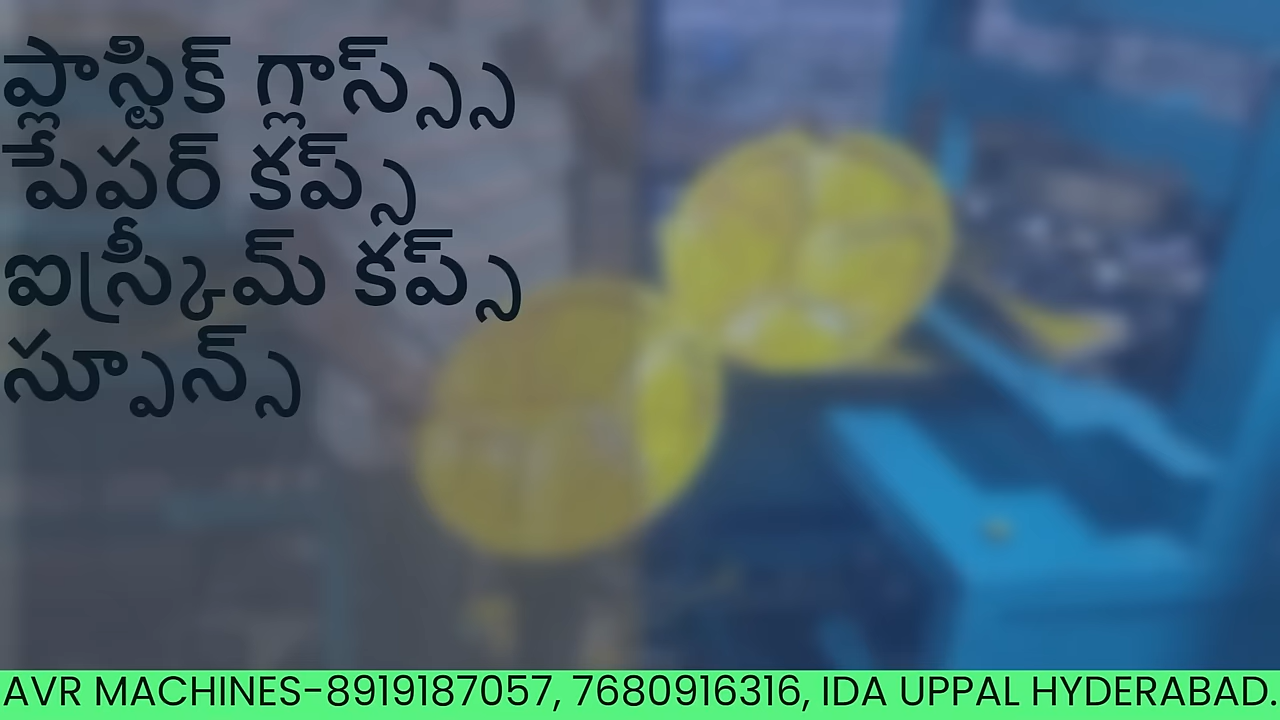 ప్లాస్టిక్ గ్లాస్స్స
పేపర్ కప్స్
ఐస్క్రీమ్ కప్స్
స్పూన్స్
AVR MACHINES-8919187057, 7680916316, IDA UPPAL HYDERABAD.